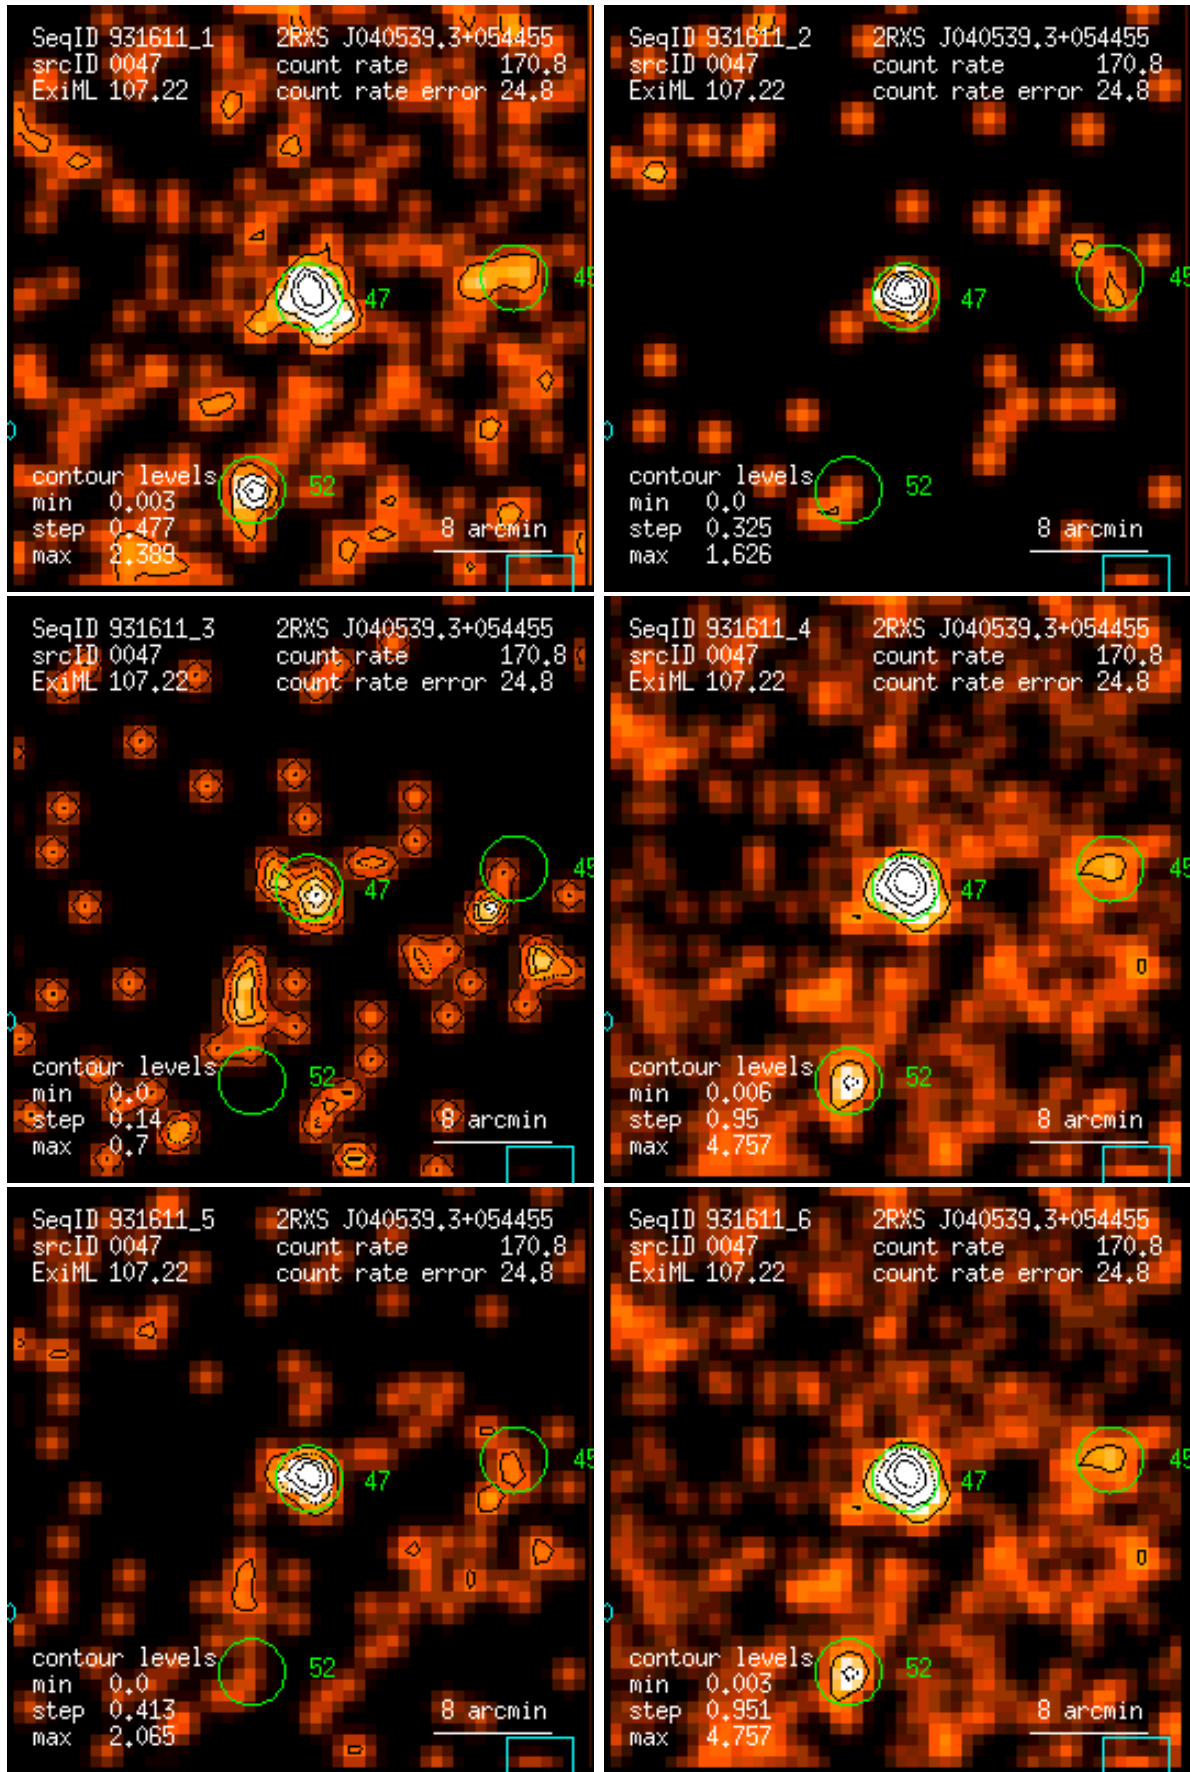 SeqID 931611_1 2RXS J040539.3+054455
srcID 0047 count rate 170.8
ExiML 107.22 count rate error 24.8
45
47
52
contour levels
min 0.003
step 0.477
max 2.389
8 arcmin
SeqID 931611_2 2RXS J040539.3+054455
srcID 0047 count rate 170.8
ExiML 107.22 count rate error 24.8
45
47
52
contour levels
min 0.0
step 0.325
max 1.626
8 arcmin
SeqID 931611_3 2RXS J040539.3+054455
srcID 0047 count rate 170.8
ExiML 107.22 count rate error 24.8
45
47
52
contour levels
min 0.0
step 0.14
max 0.7
8 arcmin
SeqID 931611_4 2RXS J040539.3+054455
srcID 0047 count rate 170.8
ExiML 107.22 count rate error 24.8
45
47
52
contour levels
min 0.006
step 0.95
max 4.757
8 arcmin
SeqID 931611_5 2RXS J040539.3+054455
srcID 0047 count rate 170.8
ExiML 107.22 count rate error 24.8
45
47
52
contour levels
min 0.0
step 0.413
max 2.065
8 arcmin
SeqID 931611_6 2RXS J040539.3+054455
srcID 0047 count rate 170.8
ExiML 107.22 count rate error 24.8
45
47
52
contour levels
min 0.003
step 0.951
max 4.757
8 arcmin